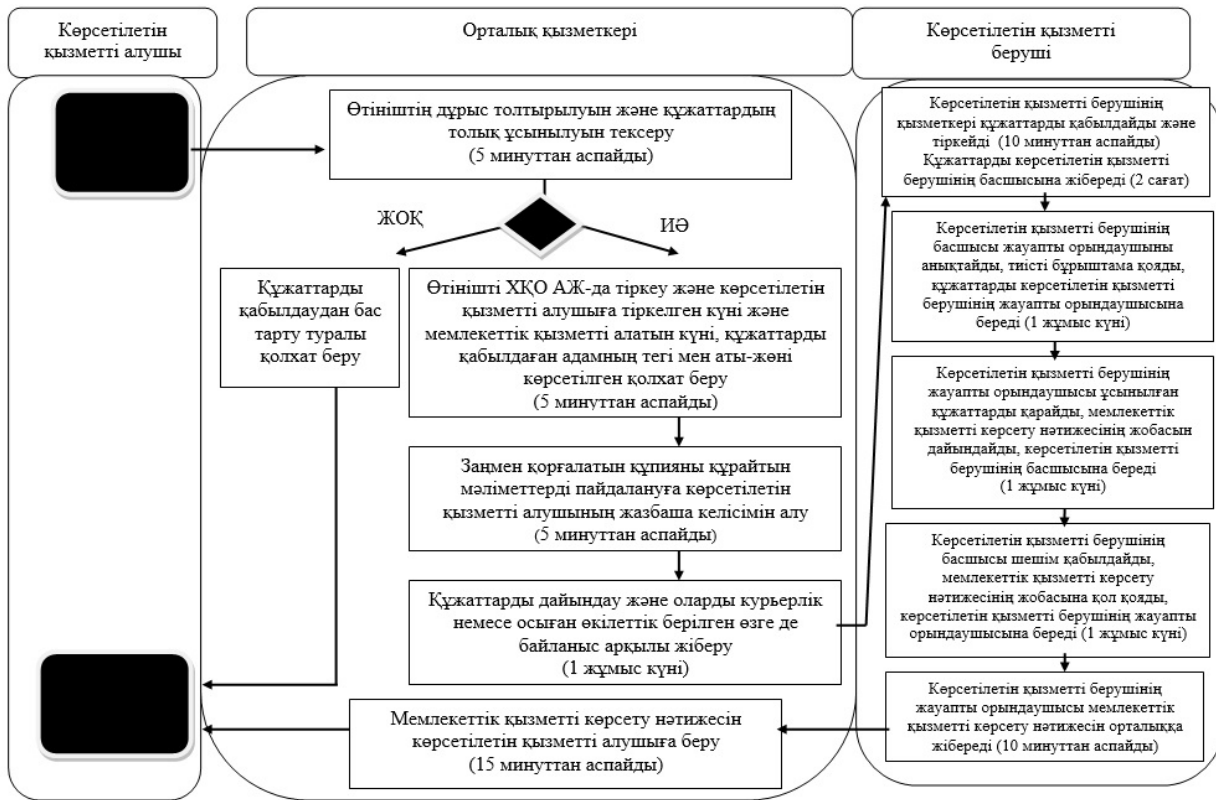 Көрсетілетін
қызметті алушы
Орталық қызметкері
Көрсетілетін қызметті
беруші
Өтініштің дұрыс толтырылуын және құжаттардың
толық ұсынылуын тексеру
(5 минуттан аспайды)
ЖОҚ
ИӘ
Құжаттарды
қабылдаудан бас
тарту туралы
қолхат беру
Өтінішті ХҚО АЖ-да тіркеу және көрсетілетін
қызметті алушыға тіркелген күні және
мемлекеттік қызметті алатын күні, құжаттарды
қабылдаған адамның тегі мен аты-жөні
көрсетілген қолхат беру
(5 минуттан аспайды)
Заңмен қорғалатын құпияны құрайтын
мәліметтерді пайдалануға көрсетілетін
қызметті алушының жазбаша келісімін алу
(5 минуттан аспайды)
Құжаттарды дайындау және оларды курьерлік
немесе осыған өкілеттік берілген өзге де
байланыс арқылы жіберу
(1 жұмыс күні)
Мемлекеттік қызметті көрсету нәтижесін
көрсетілетін қызметті алушыға беру
(15 минуттан аспайды)
Көрсетілетін қызметті берушінің
қызметкері құжаттарды қабылдайды және
тіркейді (10 минуттан аспайды)
Құжаттарды көрсетілетін қызметті
берушінің басшысына жібереді (2 сағат)
Көрсетілетін қызметті берушінің
басшысы жауапты орындаушыны
анықтайды, тиісті бұрыштама қояды,
құжаттарды көрсетілетін қызметті
берушінің жауапты орындаушысына
береді (1 жұмыс күні)
Көрсетілетін қызметті берушінің
жауапты орындаушысы ұсынылған
құжаттарды қарайды, мемлекеттік
қызметті көрсету нәтижесінің жобасын
дайындайды, көрсетілетін қызметті
берушінің басшысына береді
(1 жұмыс күні)
Көрсетілетін қызметті берушінің
басшысы шешім қабылдайды,
мемлекеттік қызметті көрсету
нәтижесінің жобасына қол қояды,
көрсетілетін қызметті берушінің жауапты
орындаушысына береді (1 жұмыс күні)
Көрсетілетін қызметті берушінің
жауапты орындаушысы мемлекеттік
қызметті көрсету нәтижесін орталыққа
жібереді (10 минуттан аспайды)